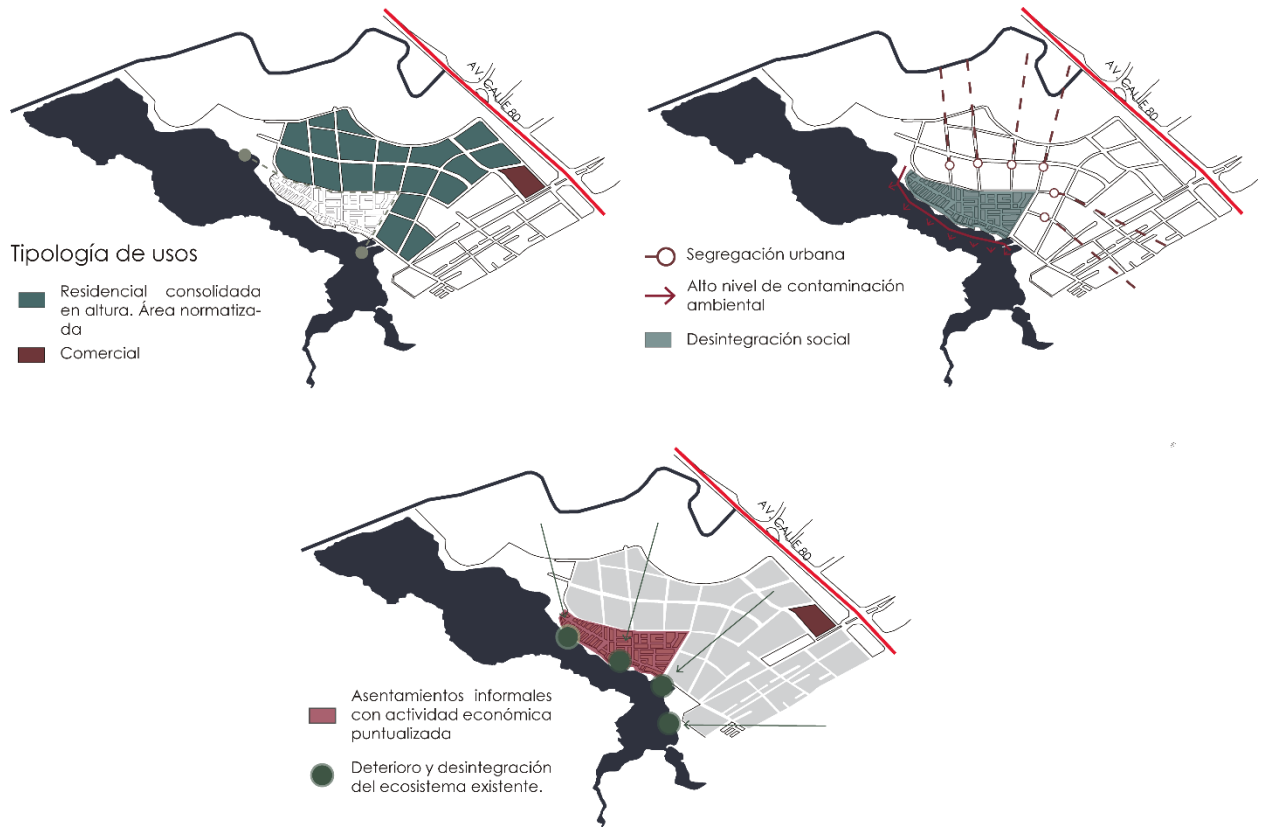 AV CALLE 80
Tipología de usos
Residencial consolidada
en altura. Área normatiza-
da
Comercial
AV CALLE 80
Segregación urbana
Alto nivel de contaminación
ambiental
Desintegración social
AV CALLE 80
Asentamientos informales
con actividad económica
puntualizada
Deterioro y desintegración
del ecosistema existente.